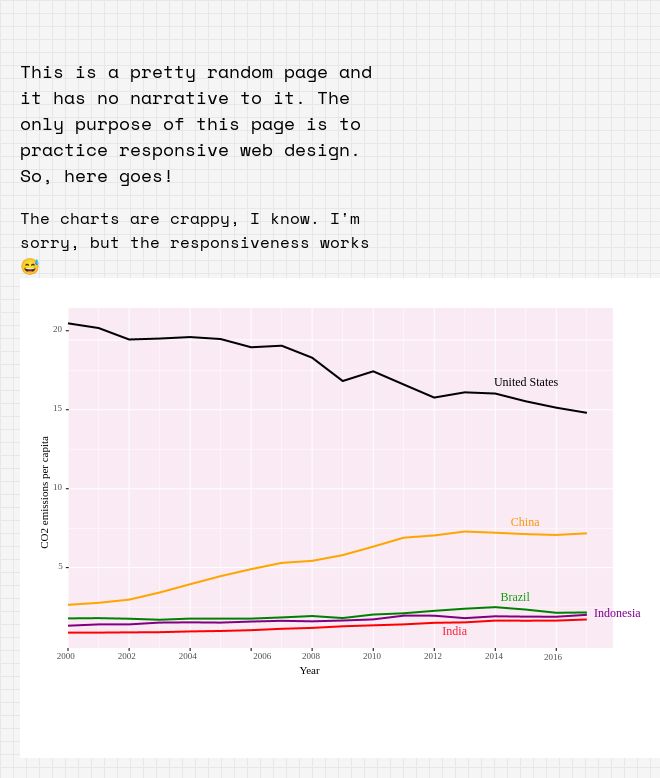 This is a pretty random page and
it has no narrative to it. The
only purpose of this page is to
practice responsive web design.
So, here goes!
The charts are crappy, I know. I'm
sorry, but the responsiveness works
😅
20
United States
15
CO2 emissions per capita
10
China
5
Brazil
Indonesia
India
2000 2002 2004 2006 2008 2010 2012 2014 2016
Year